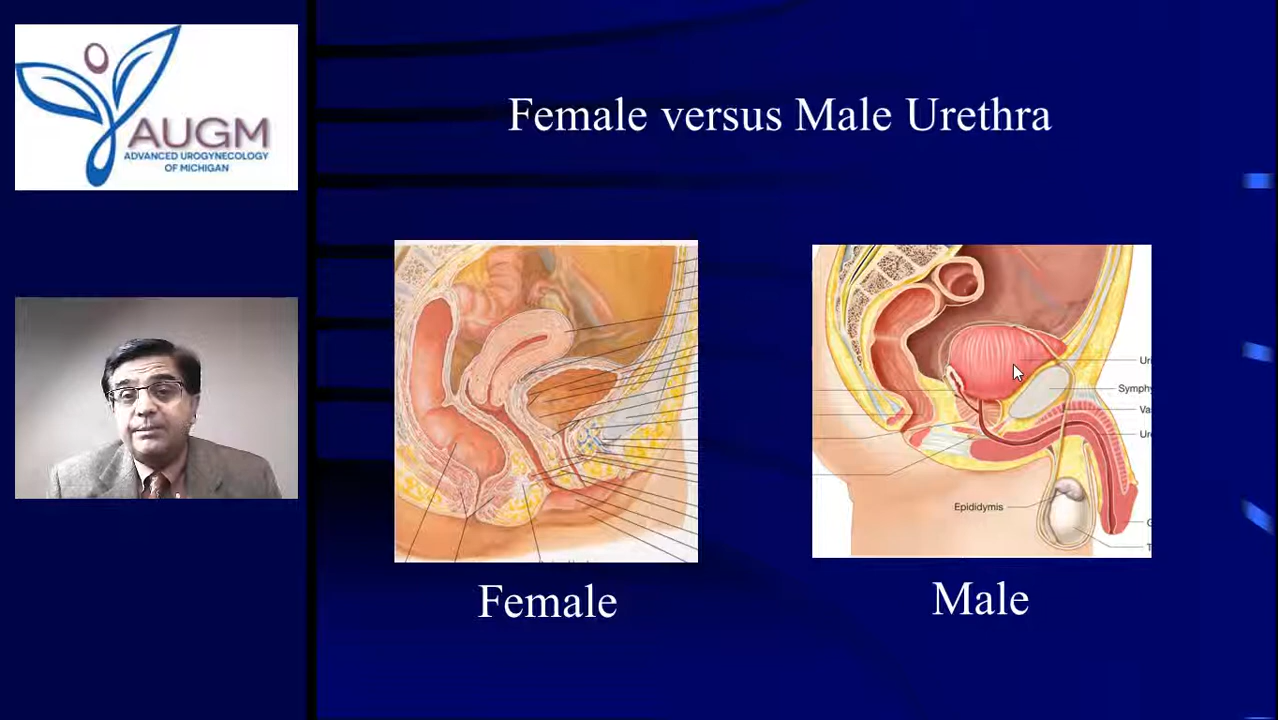 AUGM
ADVANCED UROGYNECOLOGY
OF MICHIGAN
Female versus Male Urethra
Epididymis
Female
Male